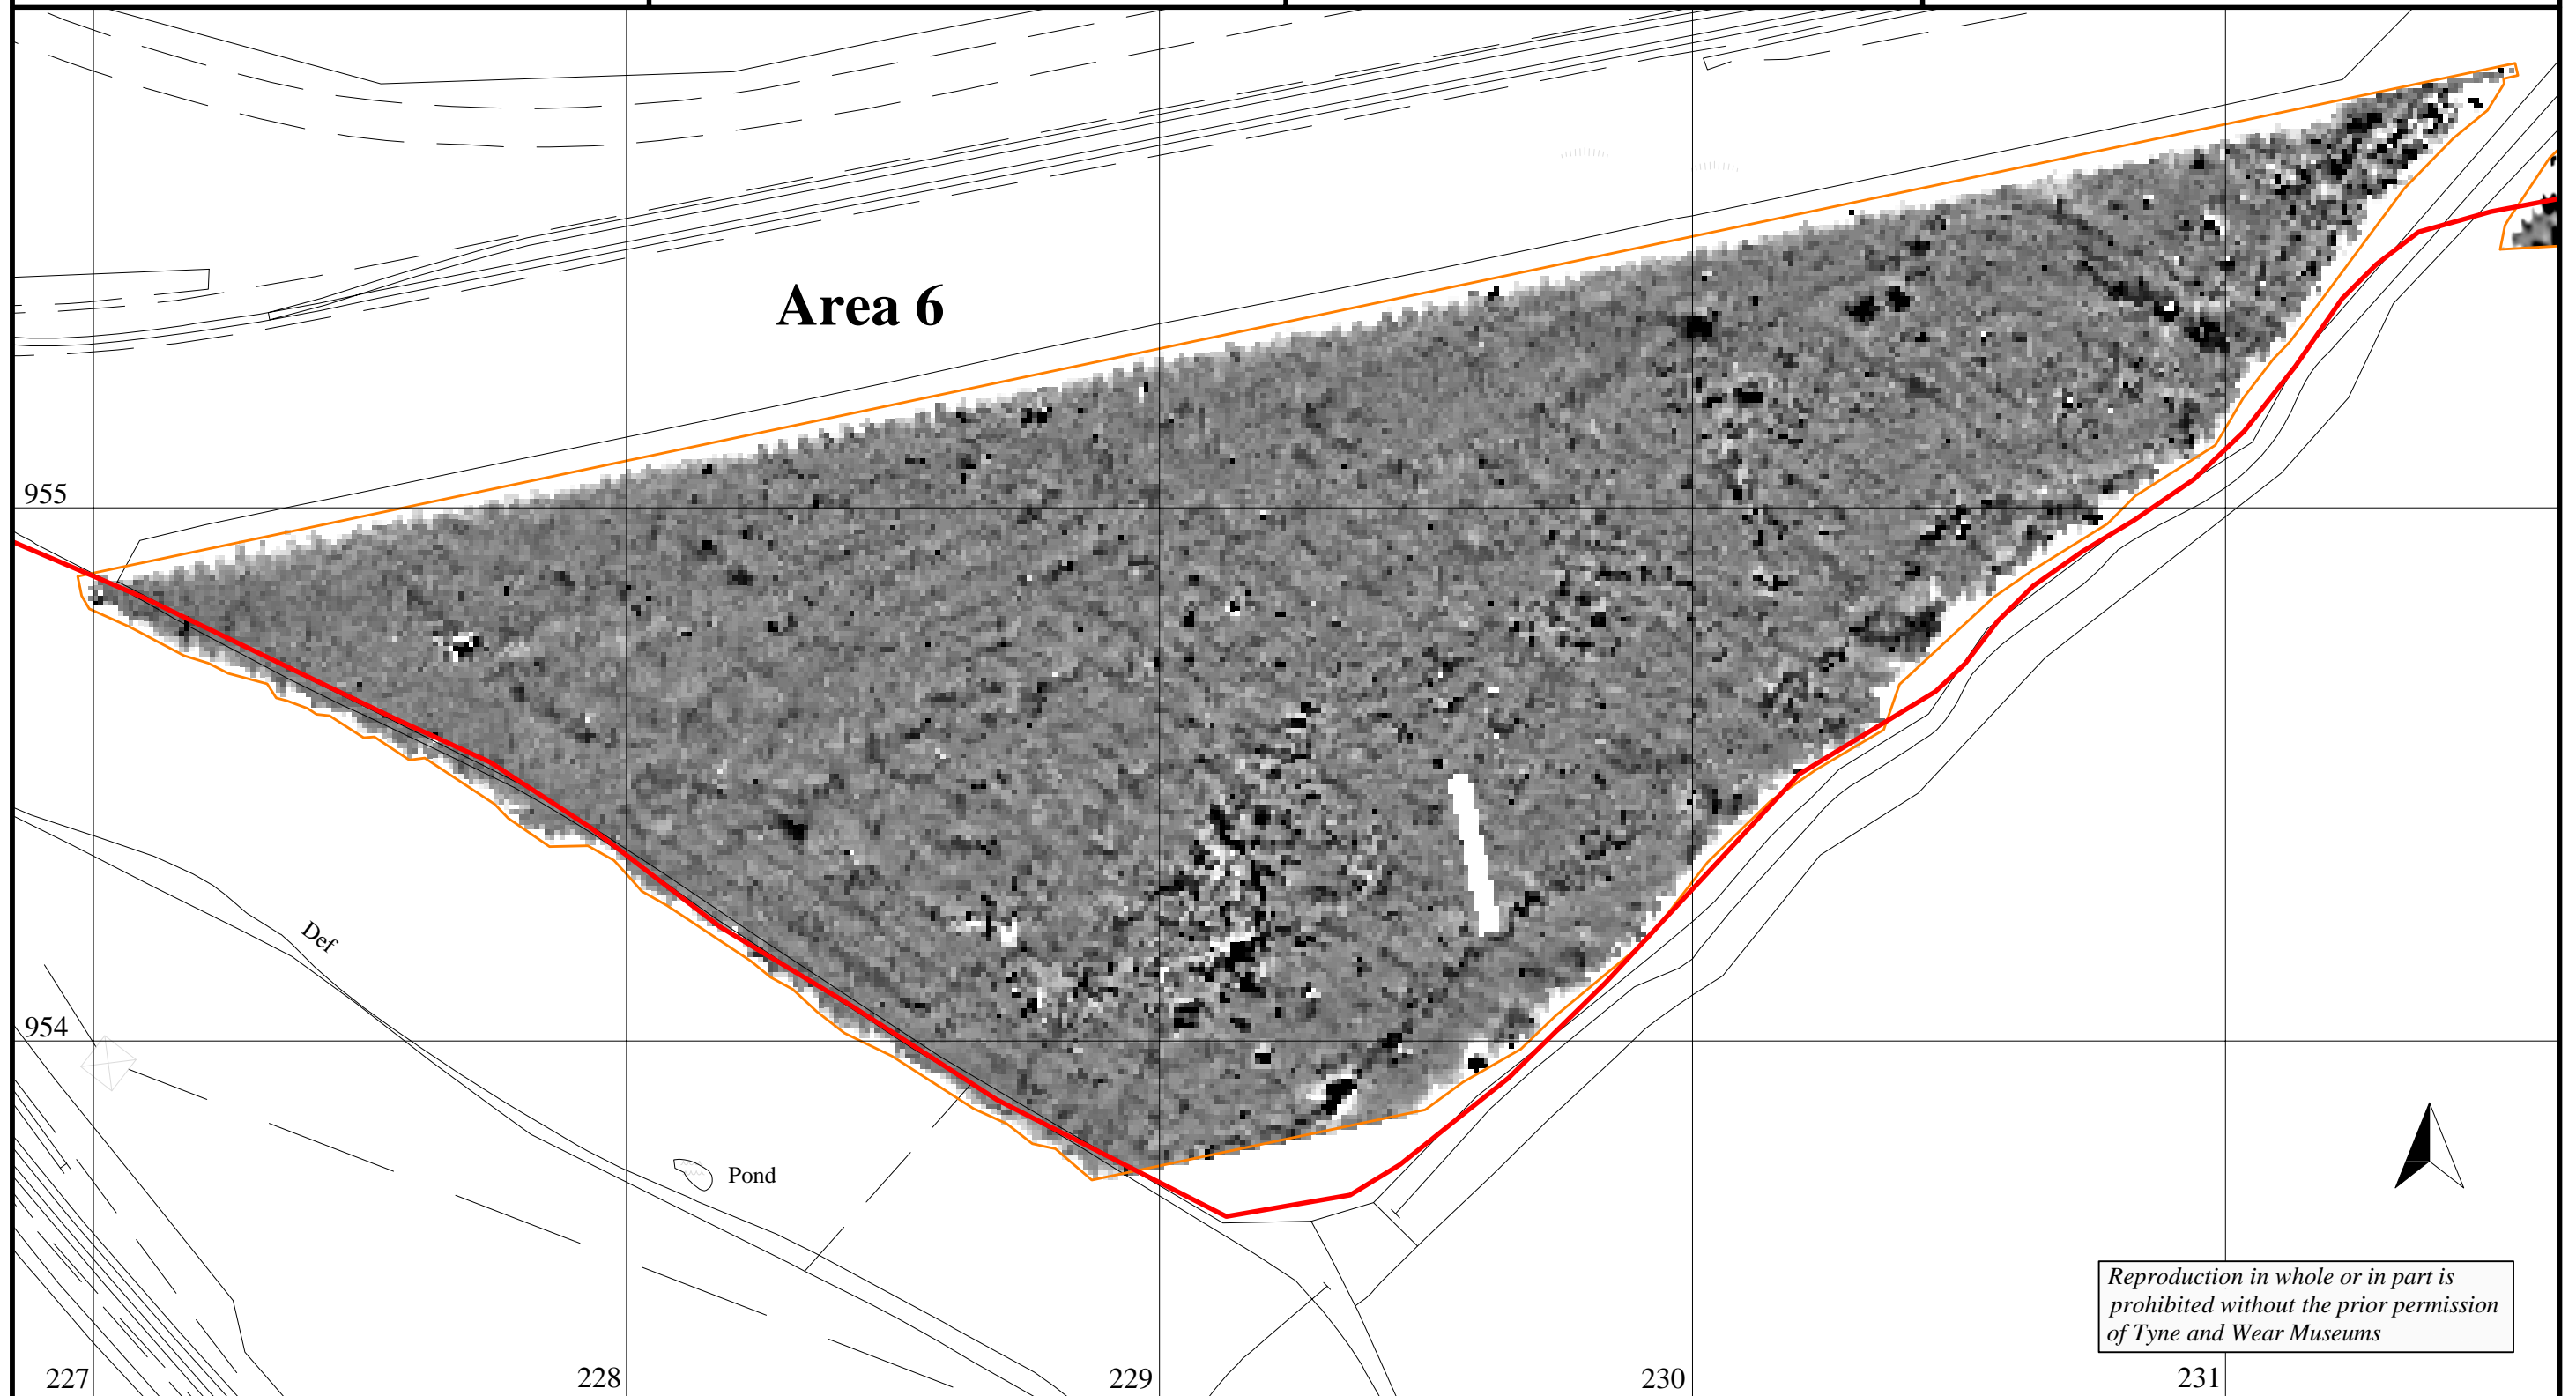 Area 6
955
Def
954
Pond
Reproduction in whole or in part is
prohibited without the prior permission
of Tyne and Wear Museums
227
228
229
230
231